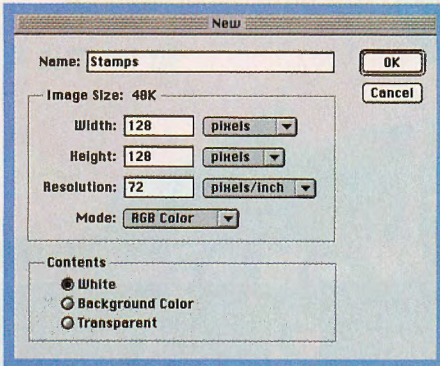 New
Name: Stamps
OK
Image Size: 48K
Cancel
Width: 128 pixels
Height: 128 pixels
Resolution: 72 pixels/inch
Mode: RGB Color
Contents
White
Background Color
Transparent